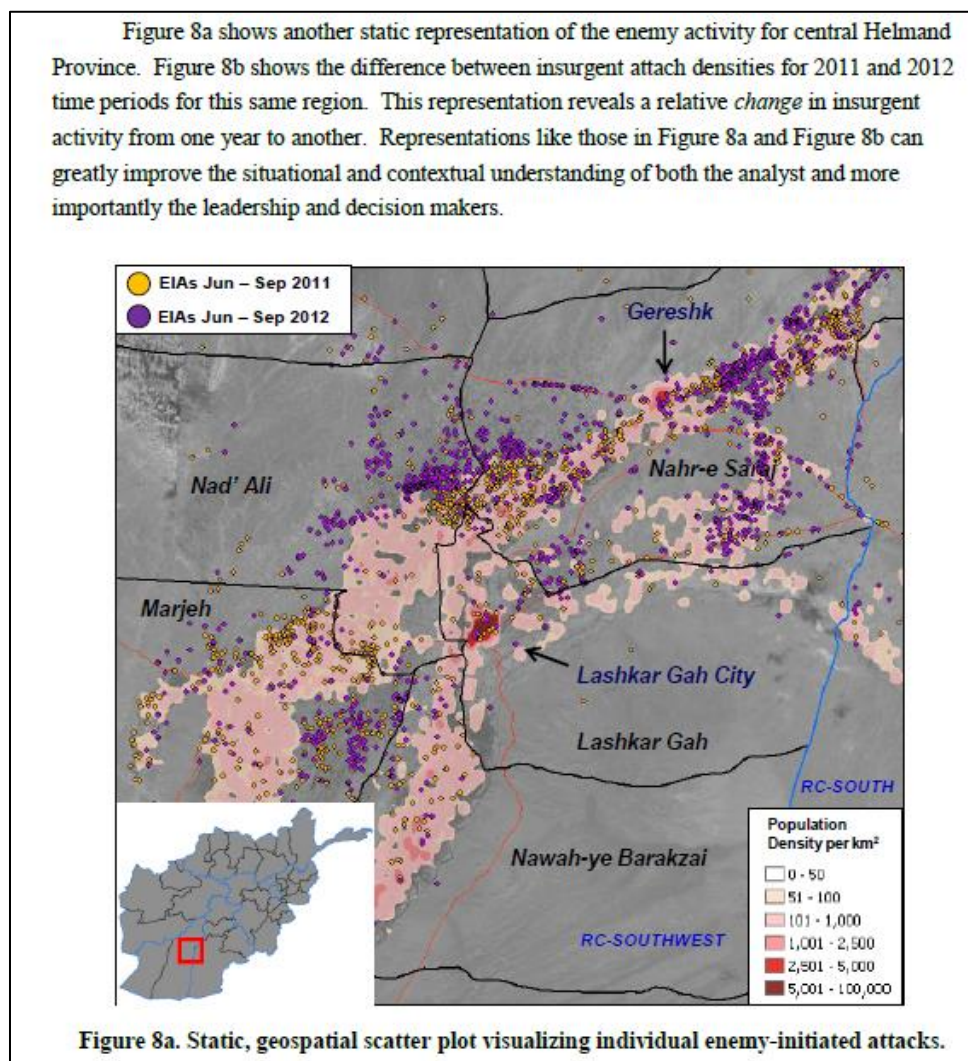 Figure 8a shows another static representation of the enemy activity for central Helmand
Province. Figure 8b shows the difference between insurgent attach densities for 2011 and 2012
time periods for this same region. This representation reveals a relative change in insurgent
activity from one year to another. Representations like those in Figure 8a and Figure 8b can
greatly improve the situational and contextual understanding of both the analyst and more
importantly the leadership and decision makers.
EIAs Jun – Sep 2011
EIAs Jun – Sep 2012
Gereshk
Nad' Ali
Nahr-e Saraj
Marjeh
Lashkar Gah City
Lashkar Gah
RC-SOUTH
Nawah-ye Barakzai
RC-SOUTHWEST
Population
Density per km²
0 - 50
51 - 100
101 - 1,000
1,001 - 2,500
2,501 - 5,000
5,001 - 100,000
Figure 8a. Static, geospatial scatter plot visualizing individual enemy-initiated attacks.